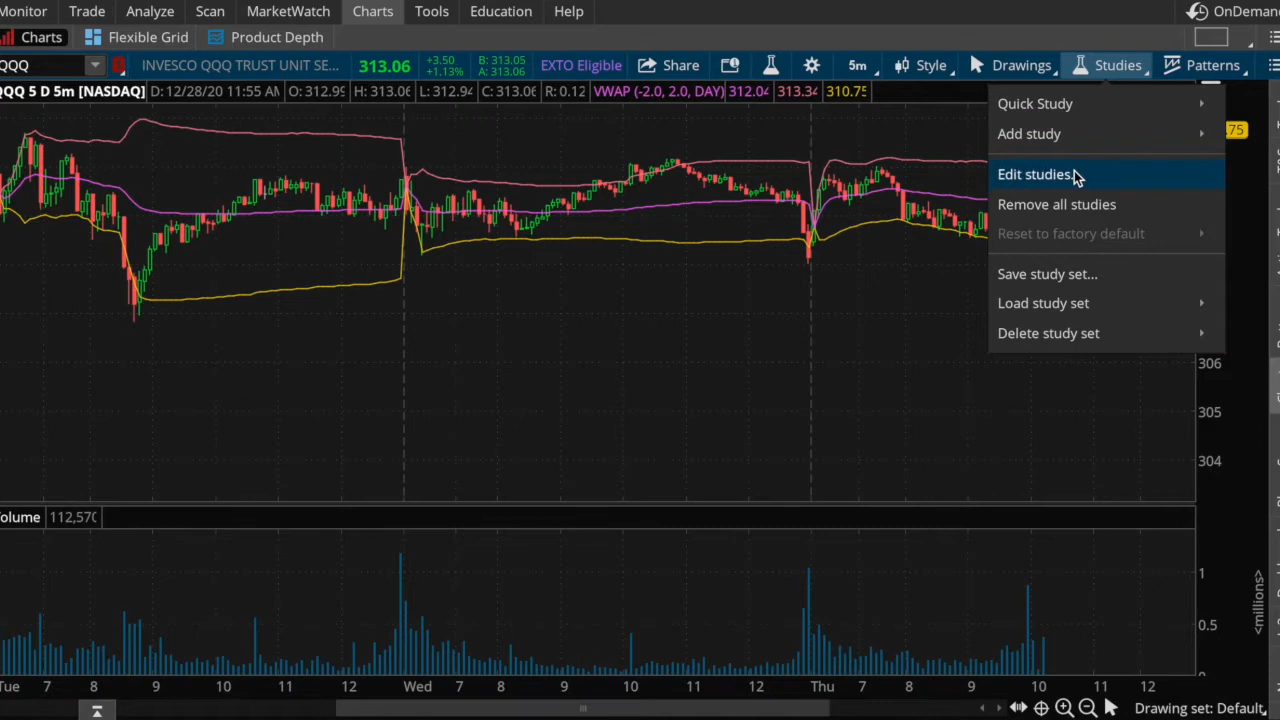 Monitor Trade Analyze Scan MarketWatch Charts Tools Education Help OnDemand
Charts Flexible Grid Product Depth
QQQ INVESCO QQQ TRUST UNIT SE... 313.06 +3.50 +1.13% B: 313.05 A: 313.06 EXTO Eligible Share 5m Style Drawings Studies Patterns
QQQ 5 D 5m [NASDAQ] D: 12/28/20 11:55 AM O: 312.99 H: 313.06 L: 312.94 C: 313.06 R: 0.12 VWAP (-2.0, 2.0, DAY) 312.04 313.34 310.75
Quick Study
Add study
.75
Edit studies...
Remove all studies
Reset to factory default
Save study set...
Load study set
Delete study set
306
305
304
Volume 112,570
1
0.5
0
<millions>
Tue 7 8 9 10 11 12 Wed 7 8 9 10 11 12 Thu 7 8 9 10 11 12
Drawing set: Default